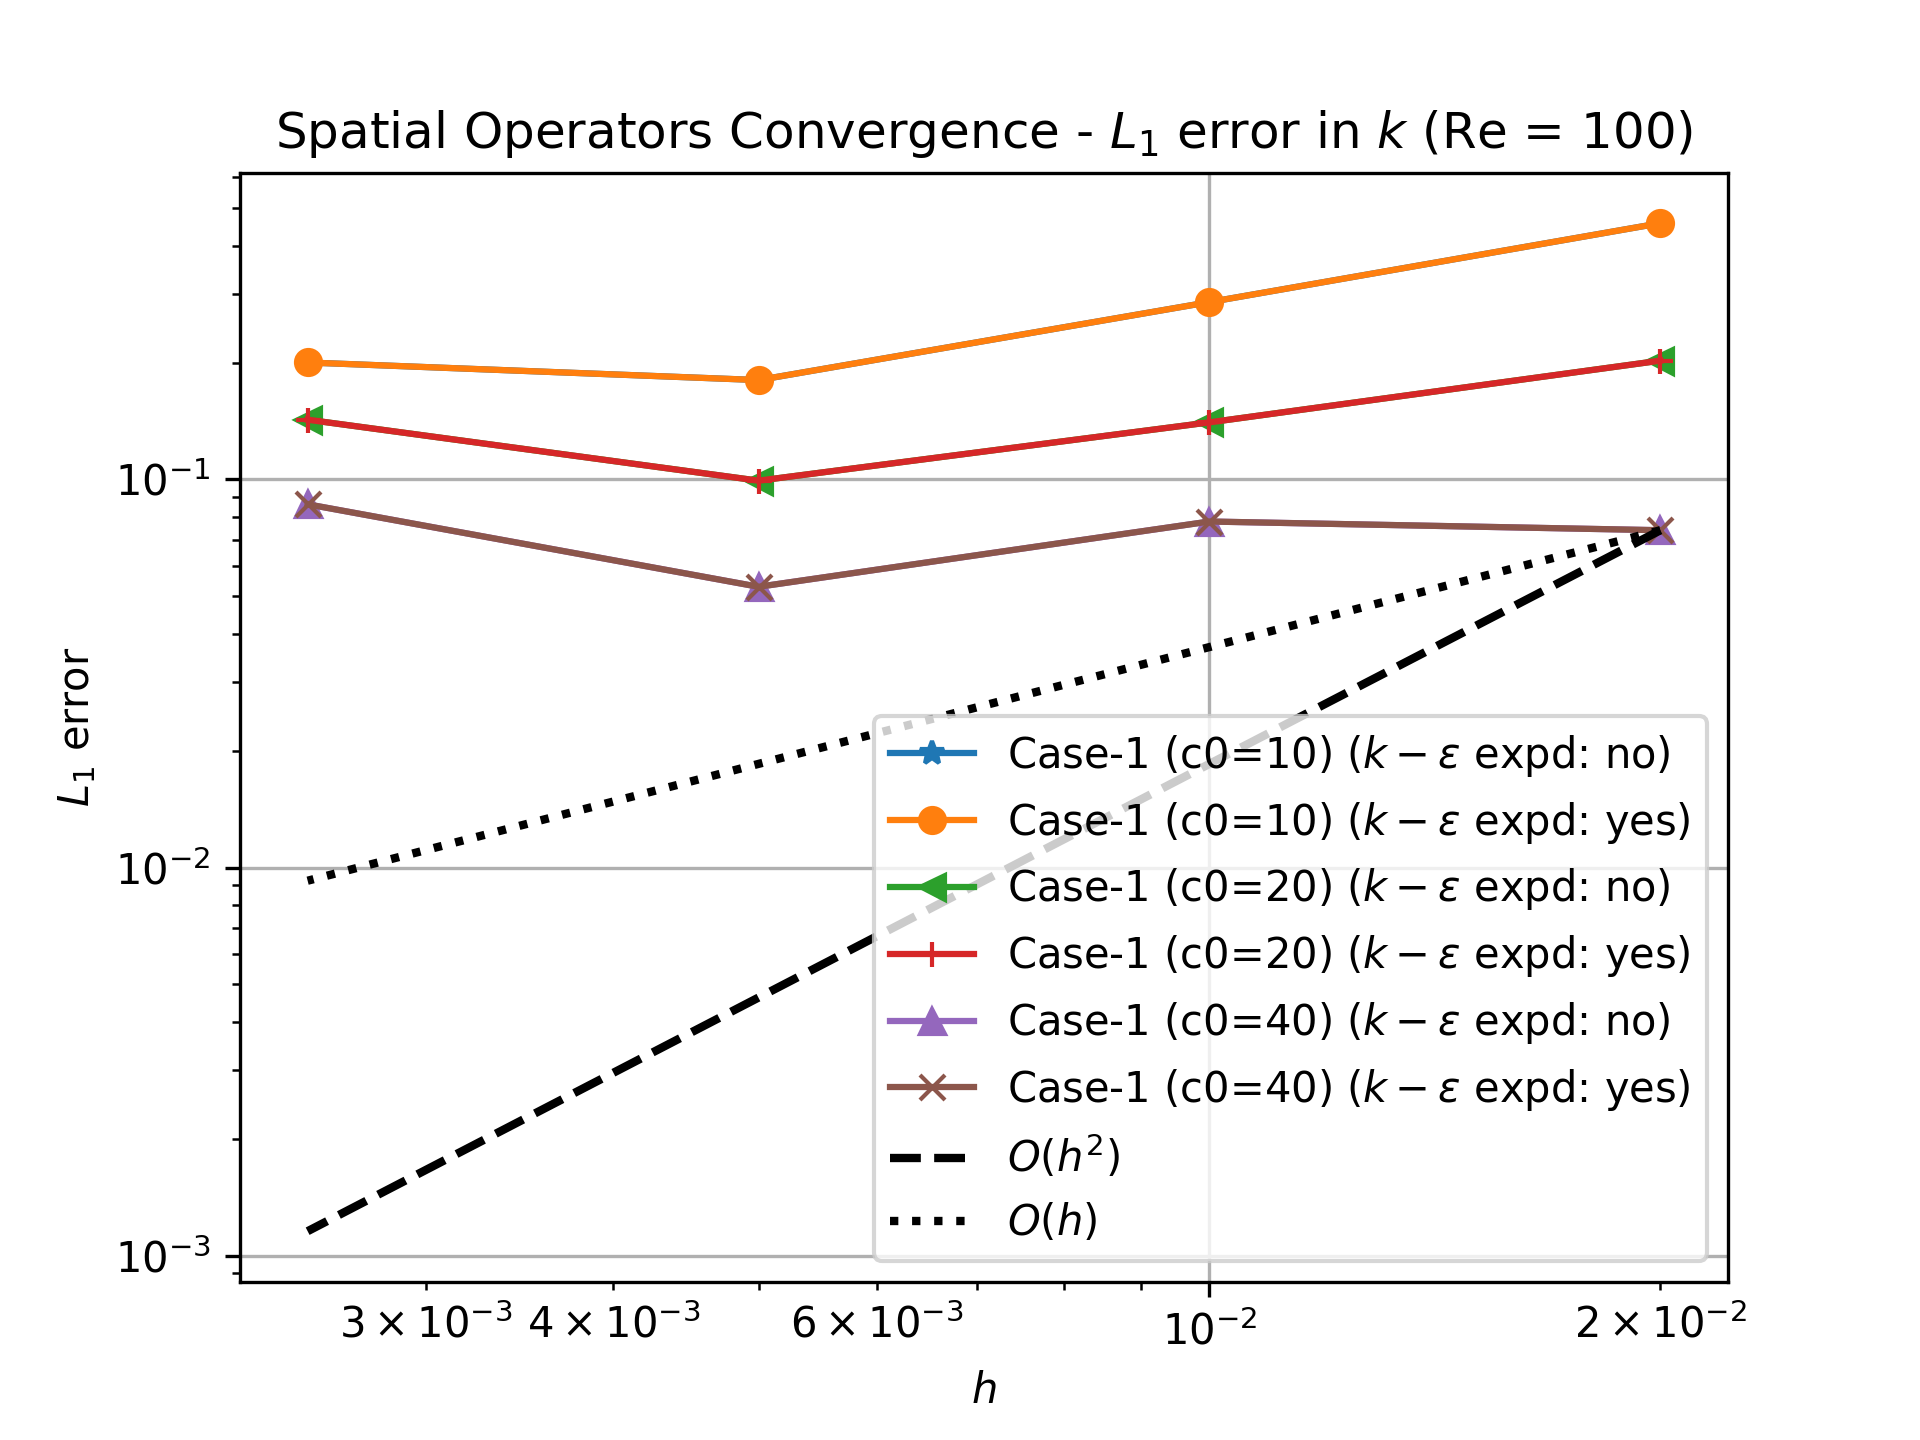 Spatial Operators Convergence - L₁ error in k (Re = 100)
L₁ error
10⁻¹
10⁻²
10⁻³
Case-1 (c0=10) (k − ε expd: no)
Case-1 (c0=10) (k − ε expd: yes)
Case-1 (c0=20) (k − ε expd: no)
Case-1 (c0=20) (k − ε expd: yes)
Case-1 (c0=40) (k − ε expd: no)
Case-1 (c0=40) (k − ε expd: yes)
O(h²)
O(h)
3 × 10⁻³ 4 × 10⁻³ 6 × 10⁻³ 10⁻² 2 × 10⁻²
h